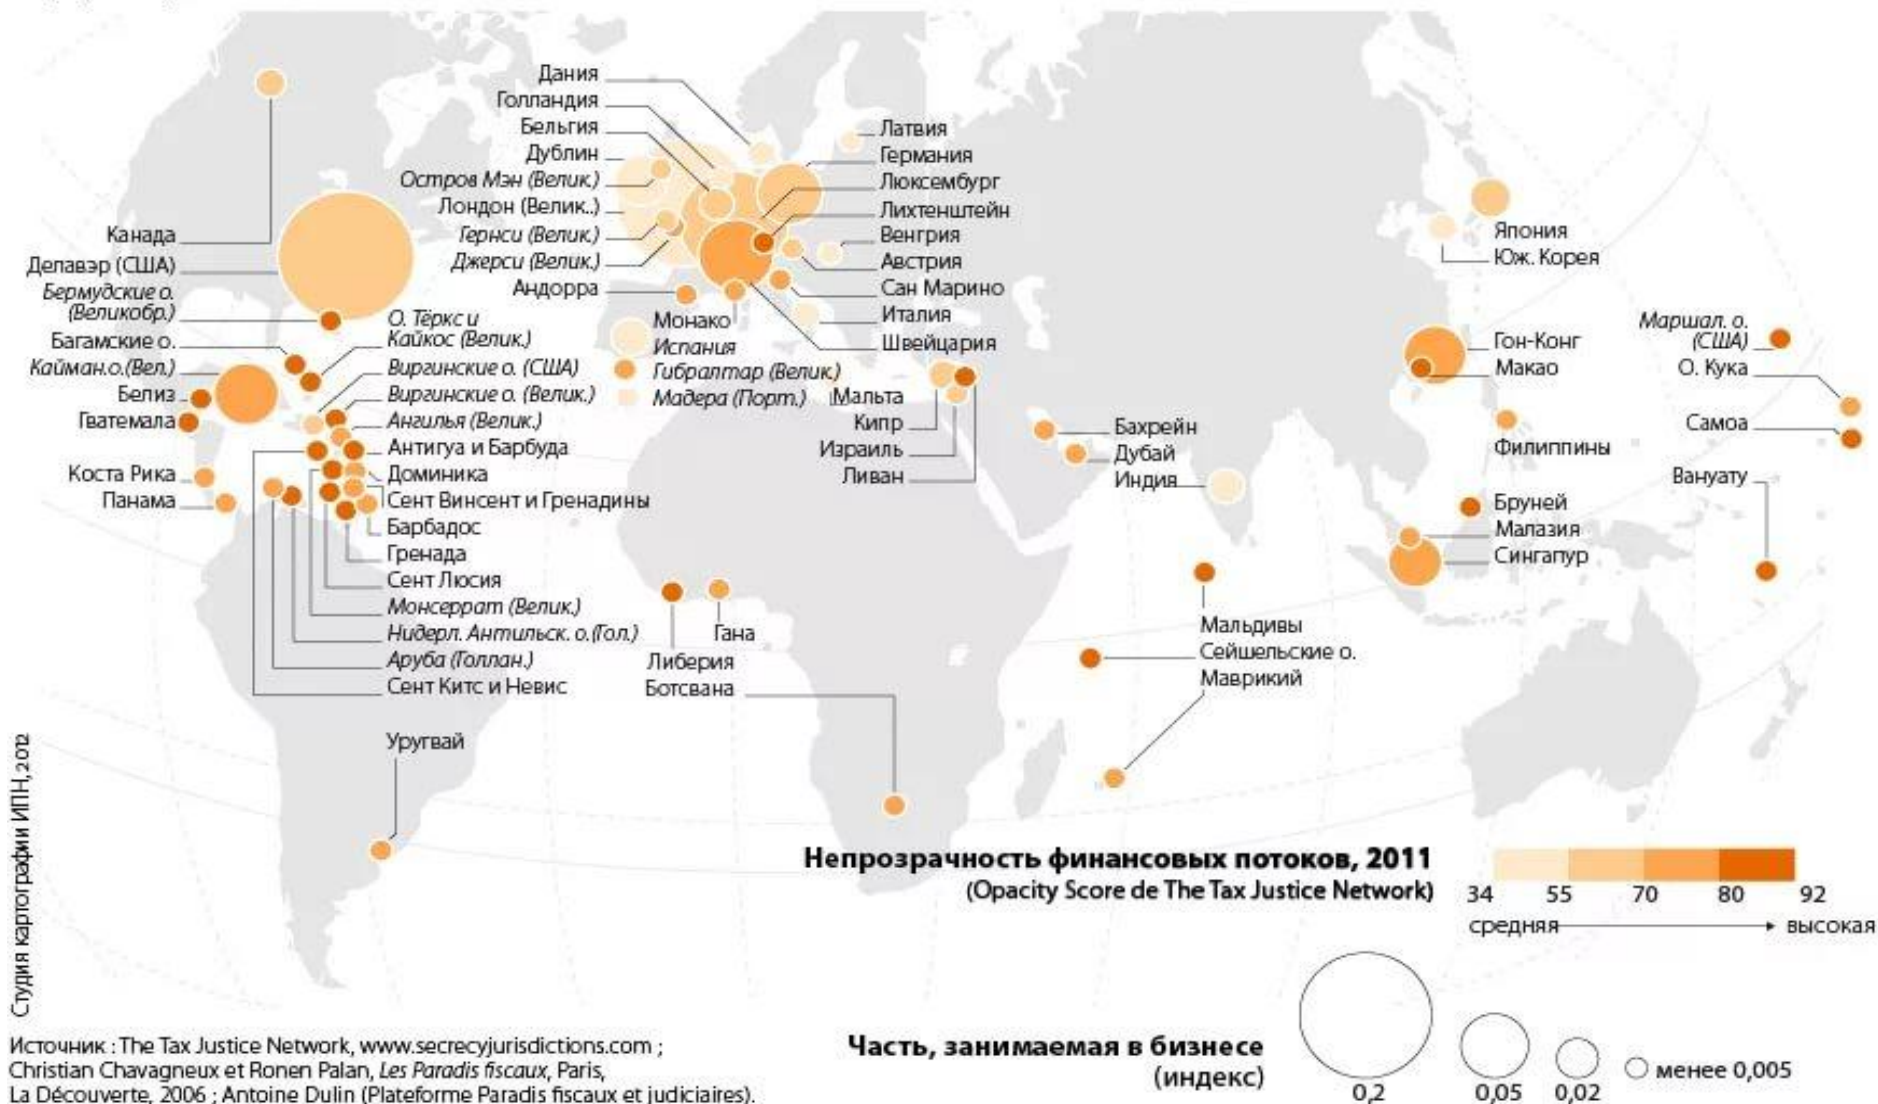 Дания
Голландия
Бельгия
Дублин
Остров Мэн (Велик.)
Лондон (Велик..)
Гернси (Велик.)
Джерси (Велик.)
Андорра
Латвия
Германия
Люксембург
Лихтенштейн
Венгрия
Австрия
Сан Марино
Италия
Швейцария
Монако
Испания
Гибралтар (Велик.)
Мадера (Порт.)
Мальта
Кипр
Израиль
Ливан
Канада
Делавэр (США)
Бермудские о.
(Великобр.)
Багамские о.
Кайман.о.(Вел.)
Белиз
Гватемала
Коста Рика
Панама
О. Тёркс и
Кайкос (Велик.)
Виргинские о. (США)
Виргинские о. (Велик.)
Ангилья (Велик.)
Антигуа и Барбуда
Доминика
Сент Винсент и Гренадины
Барбадос
Гренада
Сент Люсия
Монсеррат (Велик.)
Нидерл. Антильск. о.(Гол.)
Аруба (Голлан.)
Сент Китс и Невис
Уругвай
Гана
Либерия
Ботсвана
Бахрейн
Дубай
Индия
Мальдивы
Сейшельские о.
Маврикий
Япония
Юж. Корея
Гон-Конг
Макао
Филиппины
Бруней
Малазия
Сингапур
Маршал. о.
(США)
О. Кука
Самоа
Вануату
Непрозрачность финансовых потоков, 2011
(Opacity Score de The Tax Justice Network)
34 55 70 80 92
средняя высокая
Часть, занимаемая в бизнесе
(индекс)
0,2 0,05 0,02 менее 0,005
Студия картографии ИПН, 2012
Источник : The Tax Justice Network, www.secrecyjurisdictions.com ;
Christian Chavagneux et Ronen Palan, Les Paradis fiscaux, Paris,
La Découverte, 2006 ; Antoine Dulin (Plateforme Paradis fiscaux et judiciaires).